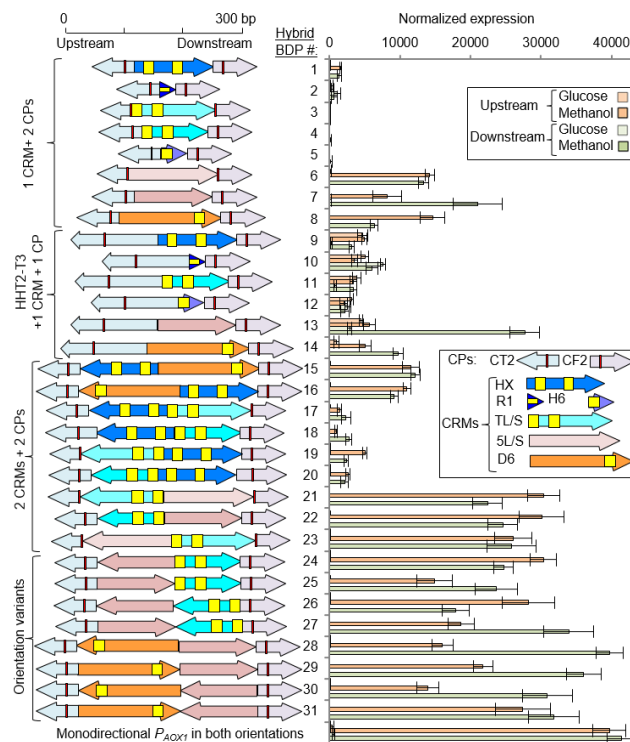 0 300 bp
Upstream Downstream
Hybrid
BDP #:
Normalized expression
0 10000 20000 30000 40000
1 CRM+ 2 CPs
HHT2-T3
+1 CRM + 1 CP
2 CRMs + 2 CPs
Orientation variants
1
2
3
4
5
6
7
8
9
10
11
12
13
14
15
16
17
18
19
20
21
22
23
24
25
26
27
28
29
30
31
Upstream
Glucose
Methanol
Downstream
Glucose
Methanol
CPs: CT2 CF2
CRMs
HX
R1 H6
TL/S
5L/S
D6
Monodirectional P_AOX1 in both orientations